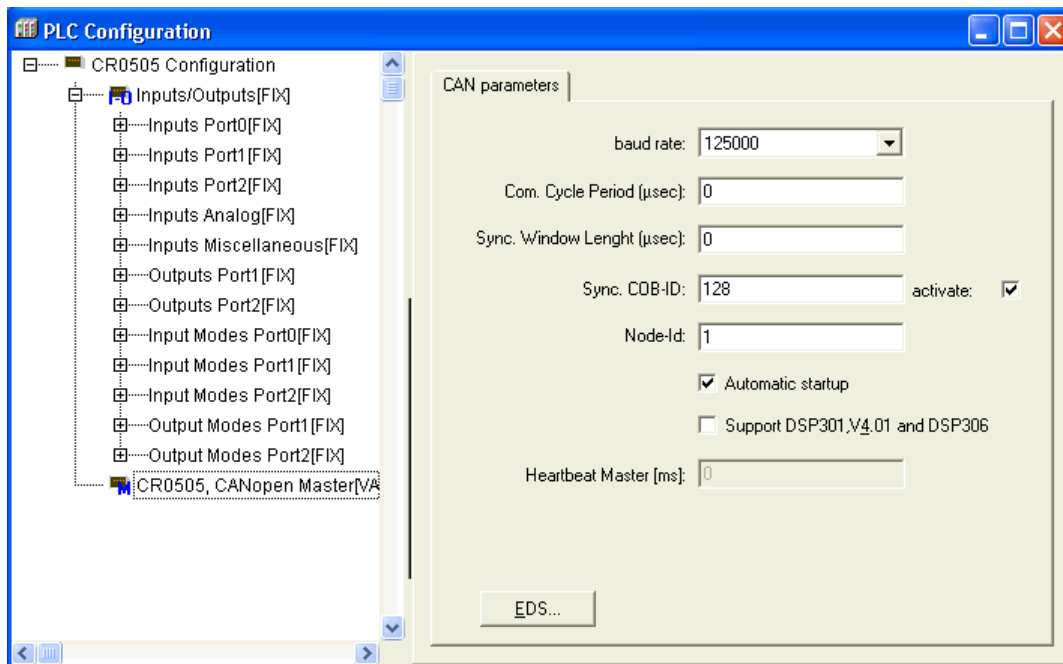 PLC Configuration
CR0505 Configuration
Inputs/Outputs[FIX]
Inputs Port0[FIX]
Inputs Port1[FIX]
Inputs Port2[FIX]
Inputs Analog[FIX]
Inputs Miscellaneous[FIX]
Outputs Port1[FIX]
Outputs Port2[FIX]
Input Modes Port0[FIX]
Input Modes Port1[FIX]
Input Modes Port2[FIX]
Output Modes Port1[FIX]
Output Modes Port2[FIX]
CR0505, CANopen Master[VA
CAN parameters
baud rate: 125000
Com. Cycle Period (µsec): 0
Sync. Window Lenght (µsec): 0
Sync. COB-ID: 128 activate:
Node-Id: 1
Automatic startup
Support DSP301,V4.01 and DSP306
Heartbeat Master [ms]: 0
EDS...